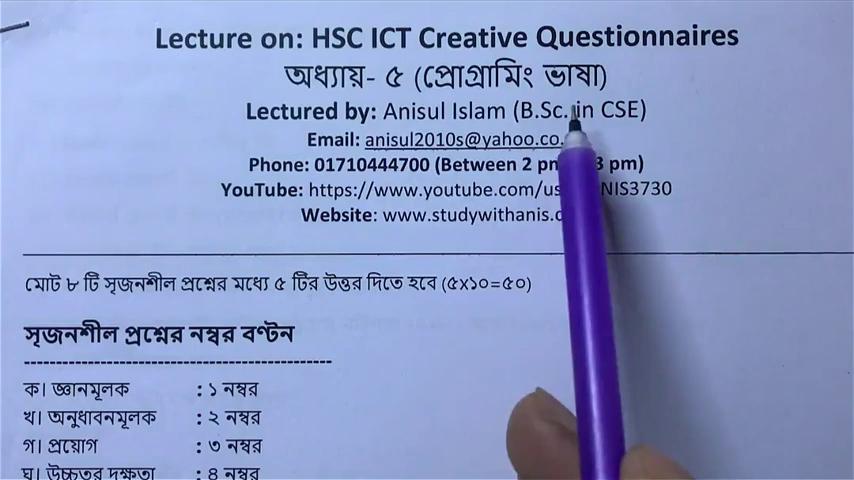 Lecture on: HSC ICT Creative Questionnaires
অধ্যায়- ৫ (প্রোগ্রামিং ভাষা)
Lectured by: Anisul Islam (B.Sc. in CSE)
Email: anisul2010s@yahoo.co
Phone: 01710444700 (Between 2 pm 3 pm)
YouTube: https://www.youtube.com/us NIS3730
Website: www.studywithanis.
মোট ৮ টি সৃজনশীল প্রশ্নের মধ্যে ৫ টির উত্তর দিতে হবে (৫x১০=৫০)
সৃজনশীল প্রশ্নের নম্বর বণ্টন
ক। জ্ঞানমূলক : ১ নম্বর
খ। অনুধাবনমূলক : ২ নম্বর
গ। প্রয়োগ : ৩ নম্বর
ঘ। উচ্চতর দক্ষতা : ৪ নম্বর